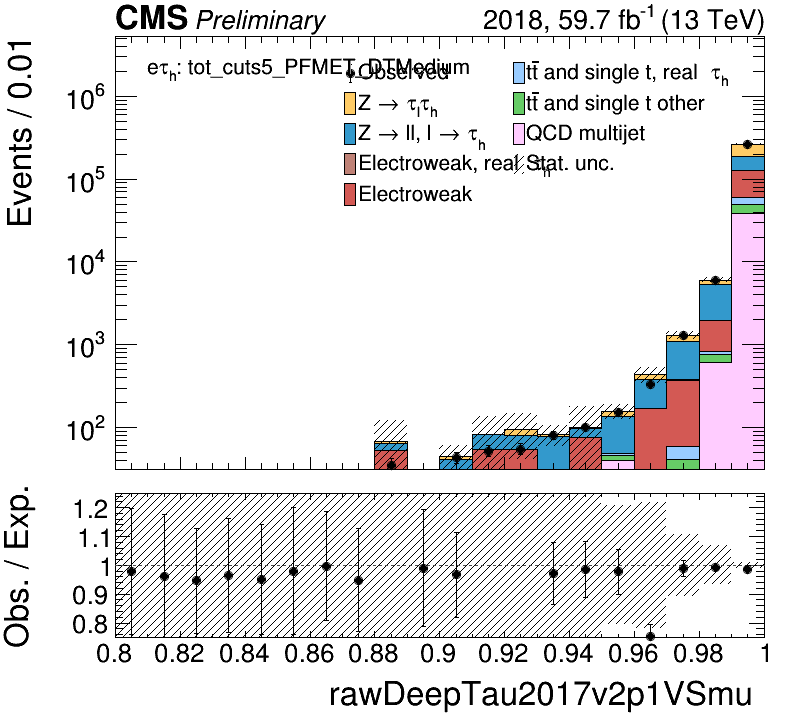 CMS Preliminary 2018, 59.7 fb⁻¹ (13 TeV)
Events / 0.01
eτh: tot_cuts5_PFMET_DTMedium
Observed
tt̄ and single t, real τh
Z → τlτh
tt̄ and single t other
Z → ll, l → τh
QCD multijet
Electroweak, real τh
Stat. unc.
Electroweak
10⁶
10⁵
10⁴
10³
10²
Obs. / Exp.
1.2
1.1
1
0.9
0.8
0.8 0.82 0.84 0.86 0.88 0.9 0.92 0.94 0.96 0.98 1
rawDeepTau2017v2p1VSmu